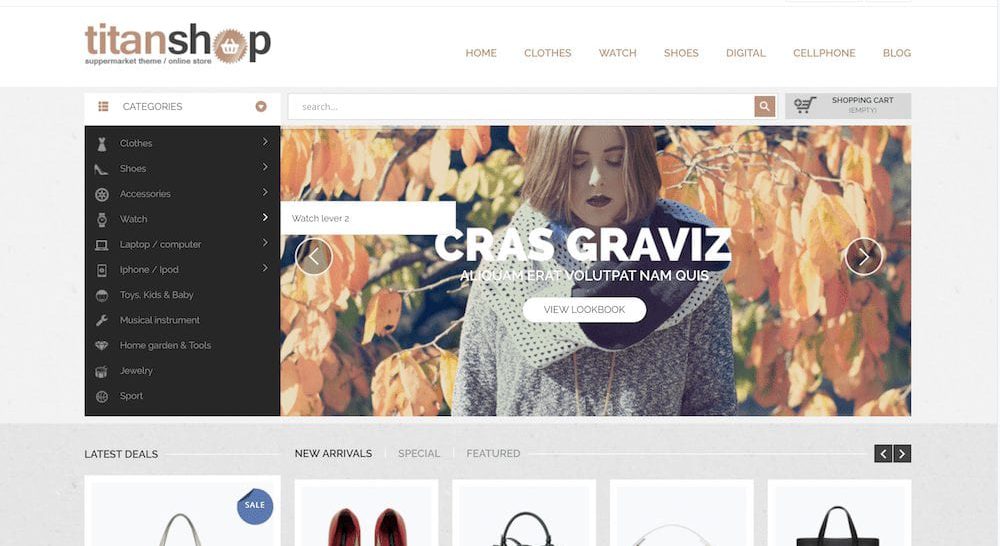 titanshop
suppermarket theme / online store
HOME CLOTHES WATCH SHOES DIGITAL CELLPHONE BLOG
CATEGORIES
search...
SHOPPING CART
(EMPTY)
Clothes
Shoes
Accessories
Watch
Watch lever 2
Laptop / computer
Iphone / Ipod
Toys, Kids & Baby
Musical instrument
Home garden & Tools
Jewelry
Sport
CRAS GRAVIZ
ALIQUAM ERAT VOLUTPAT NAM QUIS
VIEW LOOKBOOK
LATEST DEALS
NEW ARRIVALS SPECIAL FEATURED
SALE